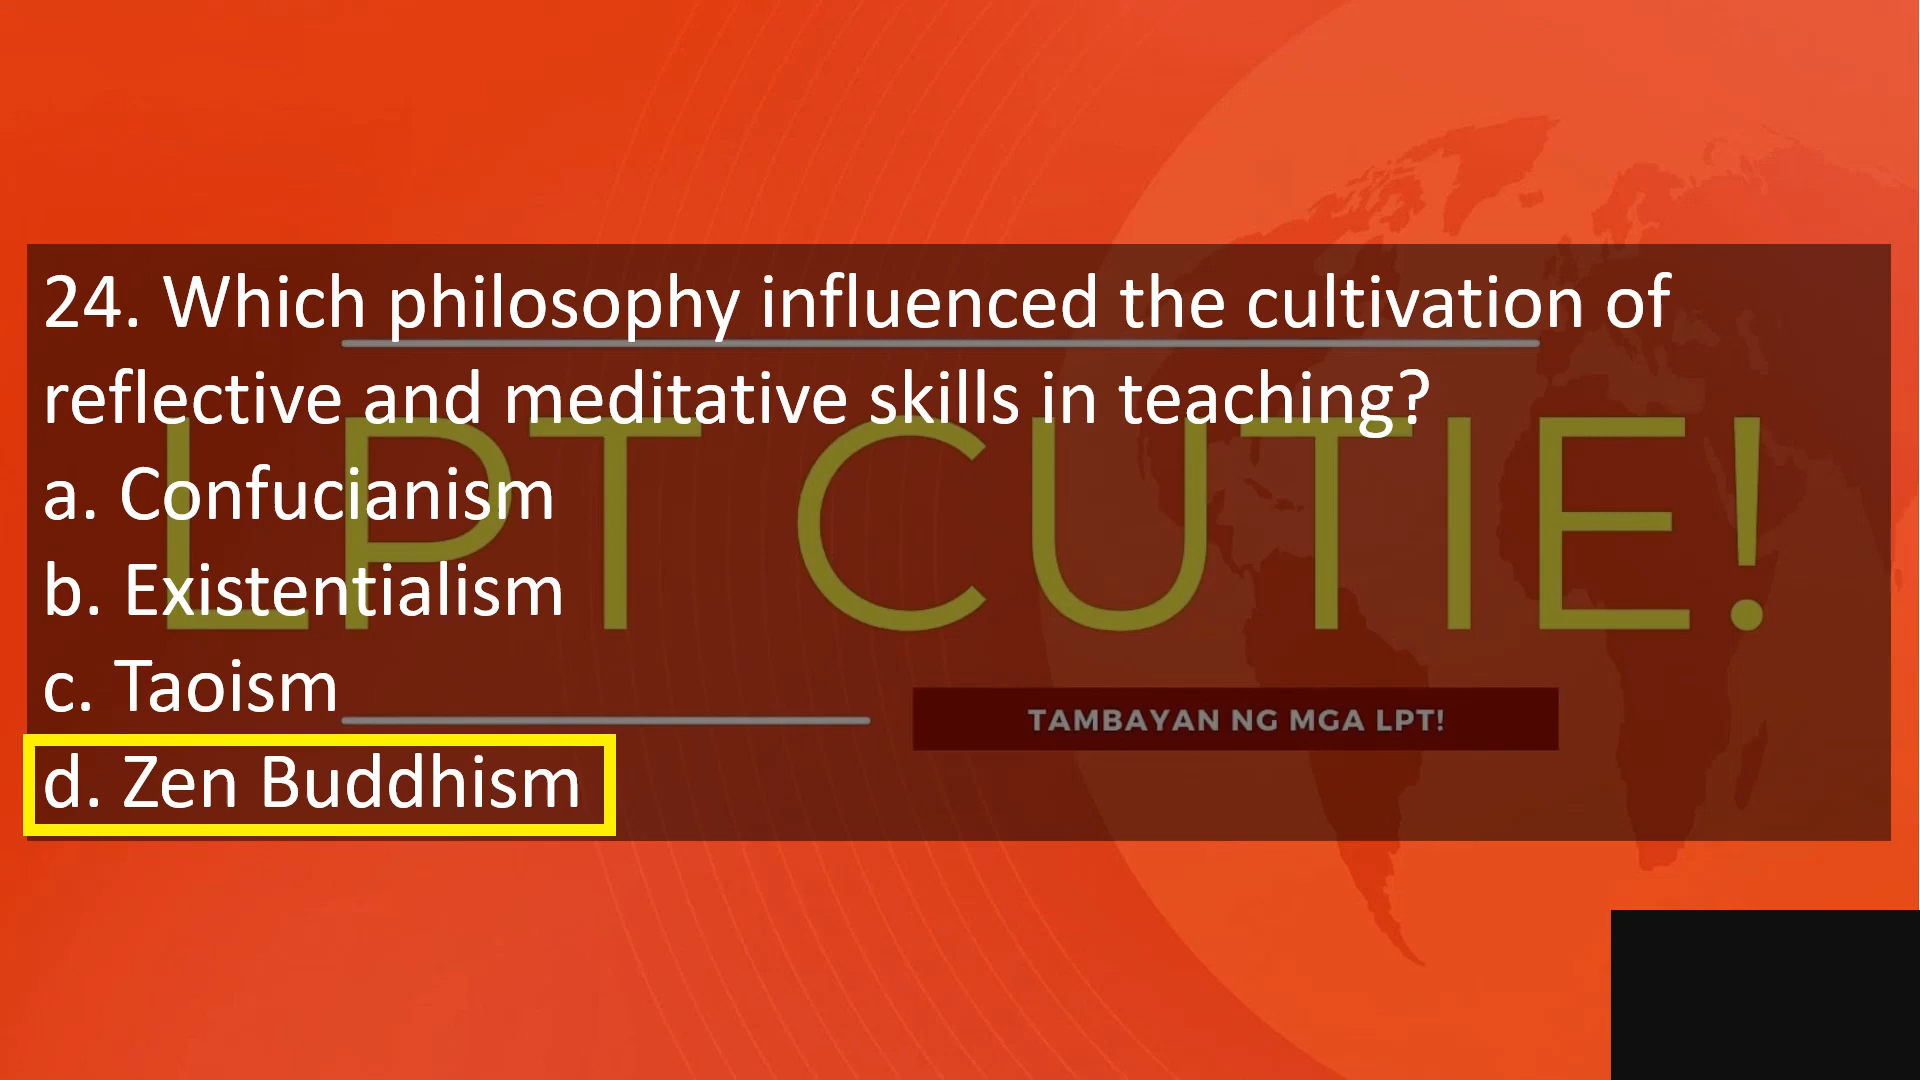 24. Which philosophy influenced the cultivation of
reflective and meditative skills in teaching?
a. Confucianism
b. Existentialism
c. Taoism
d. Zen Buddhism
LPT CUTIE!
TAMBAYAN NG MGA LPT!